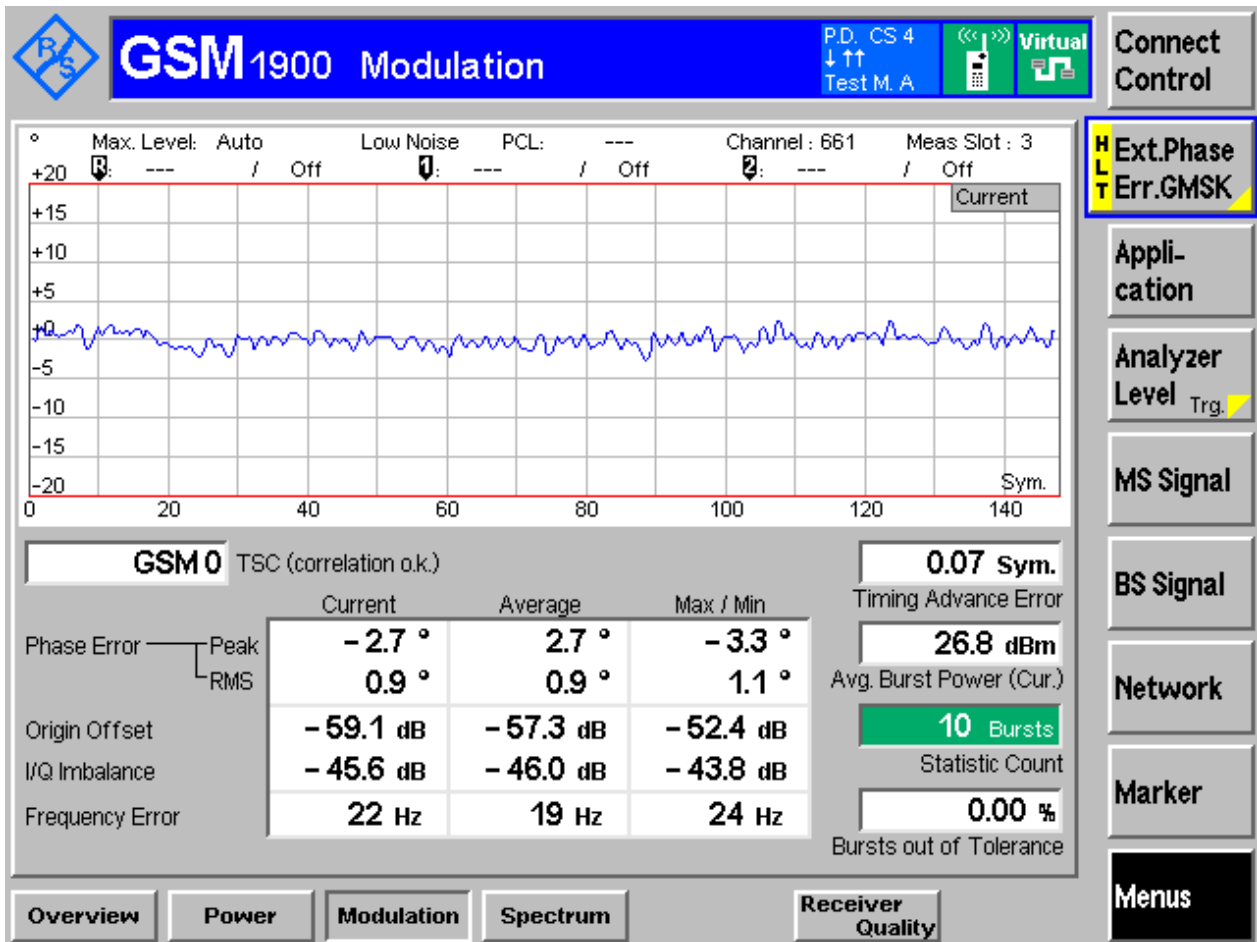 R/S
GSM 1900 Modulation
P.D. CS 4
↓ ↑↑
Test M. A
Virtual
Connect
Control
° Max. Level: Auto Low Noise PCL: --- Channel : 661 Meas Slot : 3
R: --- / Off 1: --- / Off 2: --- / Off
Current
+20
+15
+10
+5
+0
-5
-10
-15
-20
Sym.
0 20 40 60 80 100 120 140
GSM 0 TSC (correlation o.k.)
Current Average Max / Min
Phase Error Peak -2.7 ° 2.7 ° -3.3 °
RMS 0.9 ° 0.9 ° 1.1 °
Origin Offset -59.1 dB -57.3 dB -52.4 dB
I/Q Imbalance -45.6 dB -46.0 dB -43.8 dB
Frequency Error 22 Hz 19 Hz 24 Hz
0.07 Sym.
Timing Advance Error
26.8 dBm
Avg. Burst Power (Cur.)
10 Bursts
Statistic Count
0.00 %
Bursts out of Tolerance
HLT
Ext.Phase
Err.GMSK
Appli-
cation
Analyzer
Level Trg.
MS Signal
BS Signal
Network
Marker
Menus
Overview Power Modulation Spectrum Receiver
Quality